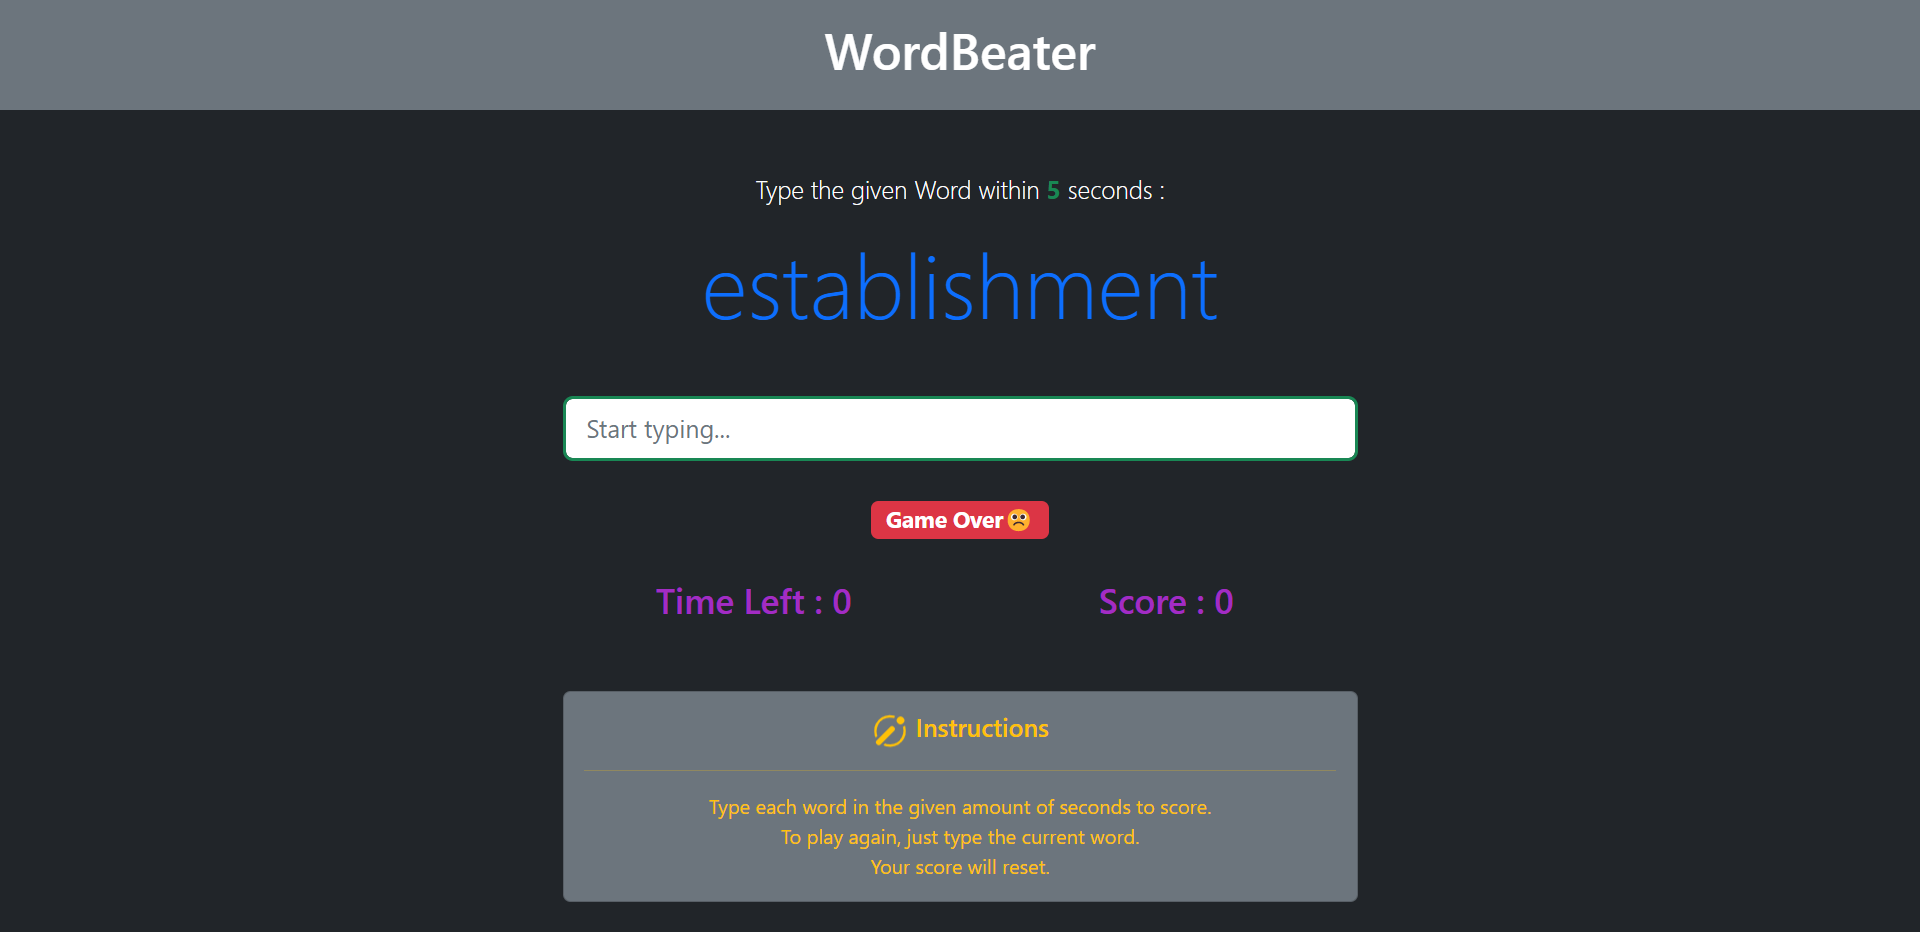 WordBeater
Type the given Word within 5 seconds :
establishment
Start typing...
Game Over
Time Left : 0
Score : 0
Instructions
Type each word in the given amount of seconds to score.
To play again, just type the current word.
Your score will reset.